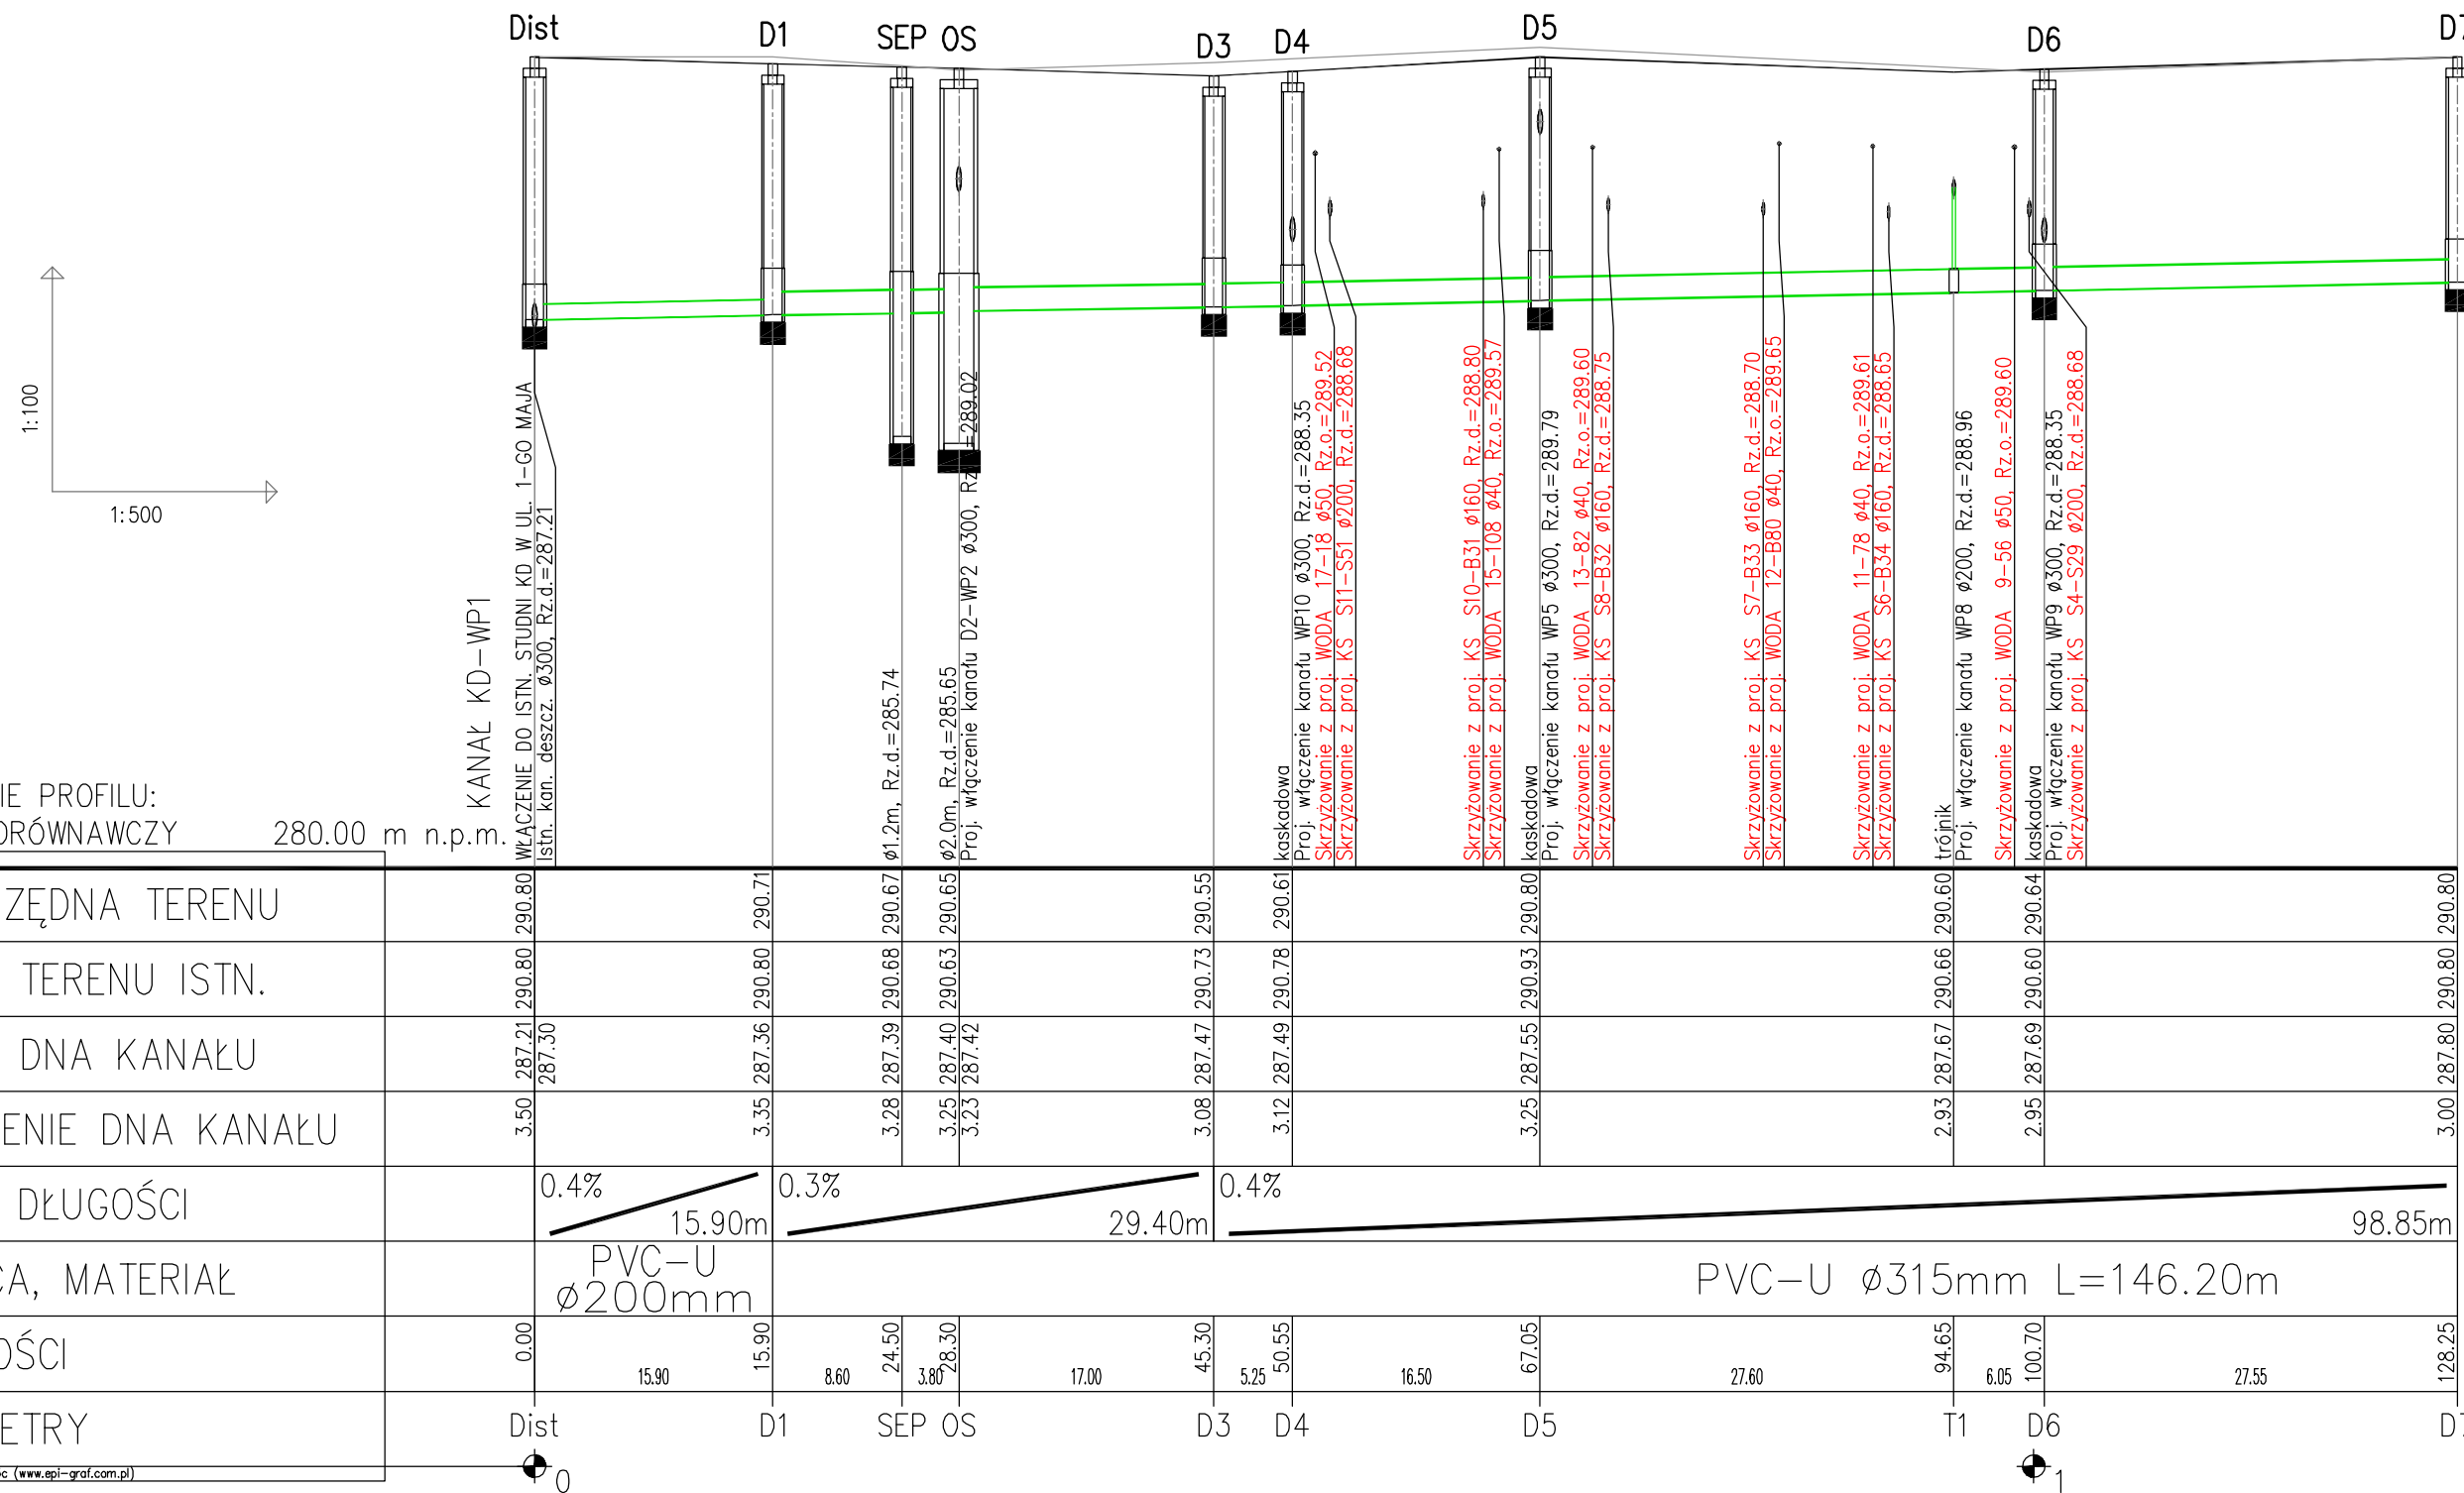 Dist
D1
SEP
OS
D3
D4
D5
D6
1:100
1:500
KANAŁ KD-WP1
WŁĄCZENIE DO ISTN. STUDNI KD W UL. 1-GO MAJA
Istn. kan. deszcz. ø300, Rz.d.=287.21
ø1.2m, Rz.d.=285.74
ø2.0m, Rz.d.=285.65
Proj. włączenie kanału D2-WP2 ø300, Rz =289.02
kaskadowa
Proj. włączenie kanału WP10 ø300, Rz.d.=288.35
Skrzyżowanie z proj. WODA 17-18 ø50, Rz.o.=289.52
Skrzyżowanie z proj. KS S11-S51 ø200, Rz.d.=288.68
Skrzyżowanie z proj. KS S10-B31 ø160, Rz.d.=288.80
Skrzyżowanie z proj. WODA 15-108 ø40, Rz.o.=289.57
kaskadowa
Proj. włączenie kanału WP5 ø300, Rz.d.=289.79
Skrzyżowanie z proj. WODA 13-82 ø40, Rz.o.=289.60
Skrzyżowanie z proj. KS S8-B32 ø160, Rz.d.=288.75
Skrzyżowanie z proj. KS S7-B33 ø160, Rz.d.=288.70
Skrzyżowanie z proj. WODA 12-B80 ø40, Rz.o.=289.65
Skrzyżowanie z proj. WODA 11-78 ø40, Rz.o.=289.61
Skrzyżowanie z proj. KS S6-B34 ø160, Rz.d.=288.65
trójnik
Proj. włączenie kanału WP8 ø200, Rz.d.=288.96
Skrzyżowanie z proj. WODA 9-56 ø50, Rz.o.=289.60
kaskadowa
Proj. włączenie kanału WP9 ø300, Rz.d.=288.35
Skrzyżowanie z proj. KS S4-S29 ø200, Rz.d.=288.68
IE PROFILU:
ORÓWNAWCZY 280.00 m n.p.m.
ZĘDNA TERENU
290.80 290.71 290.67 290.65 290.55 290.61 290.80 290.60 290.64 290.80
TERENU ISTN.
290.80 290.80 290.68 290.63 290.73 290.78 290.93 290.66 290.60 290.80
DNA KANAŁU
287.21 287.30 287.36 287.39 287.40 287.42 287.47 287.49 287.55 287.67 287.69 287.80
ENIE DNA KANAŁU
3.50 3.35 3.28 3.25 3.23 3.08 3.12 3.25 2.93 2.95 3.00
DŁUGOŚCI
0.4% 15.90m 0.3% 29.40m 0.4% 98.85m
CA, MATERIAŁ
PVC-U
ø200mm
PVC-U ø315mm L=146.20m
OŚCI
0.00 15.90 24.50 28.30 45.30 50.55 67.05 94.65 100.70 128.25
15.90 8.60 3.80 17.00 5.25 16.50 27.60 6.05 27.55
ETRY
Dist D1 SEP OS D3 D4 D5 T1 D6
c (www.epi-graf.com.pl)
0
1